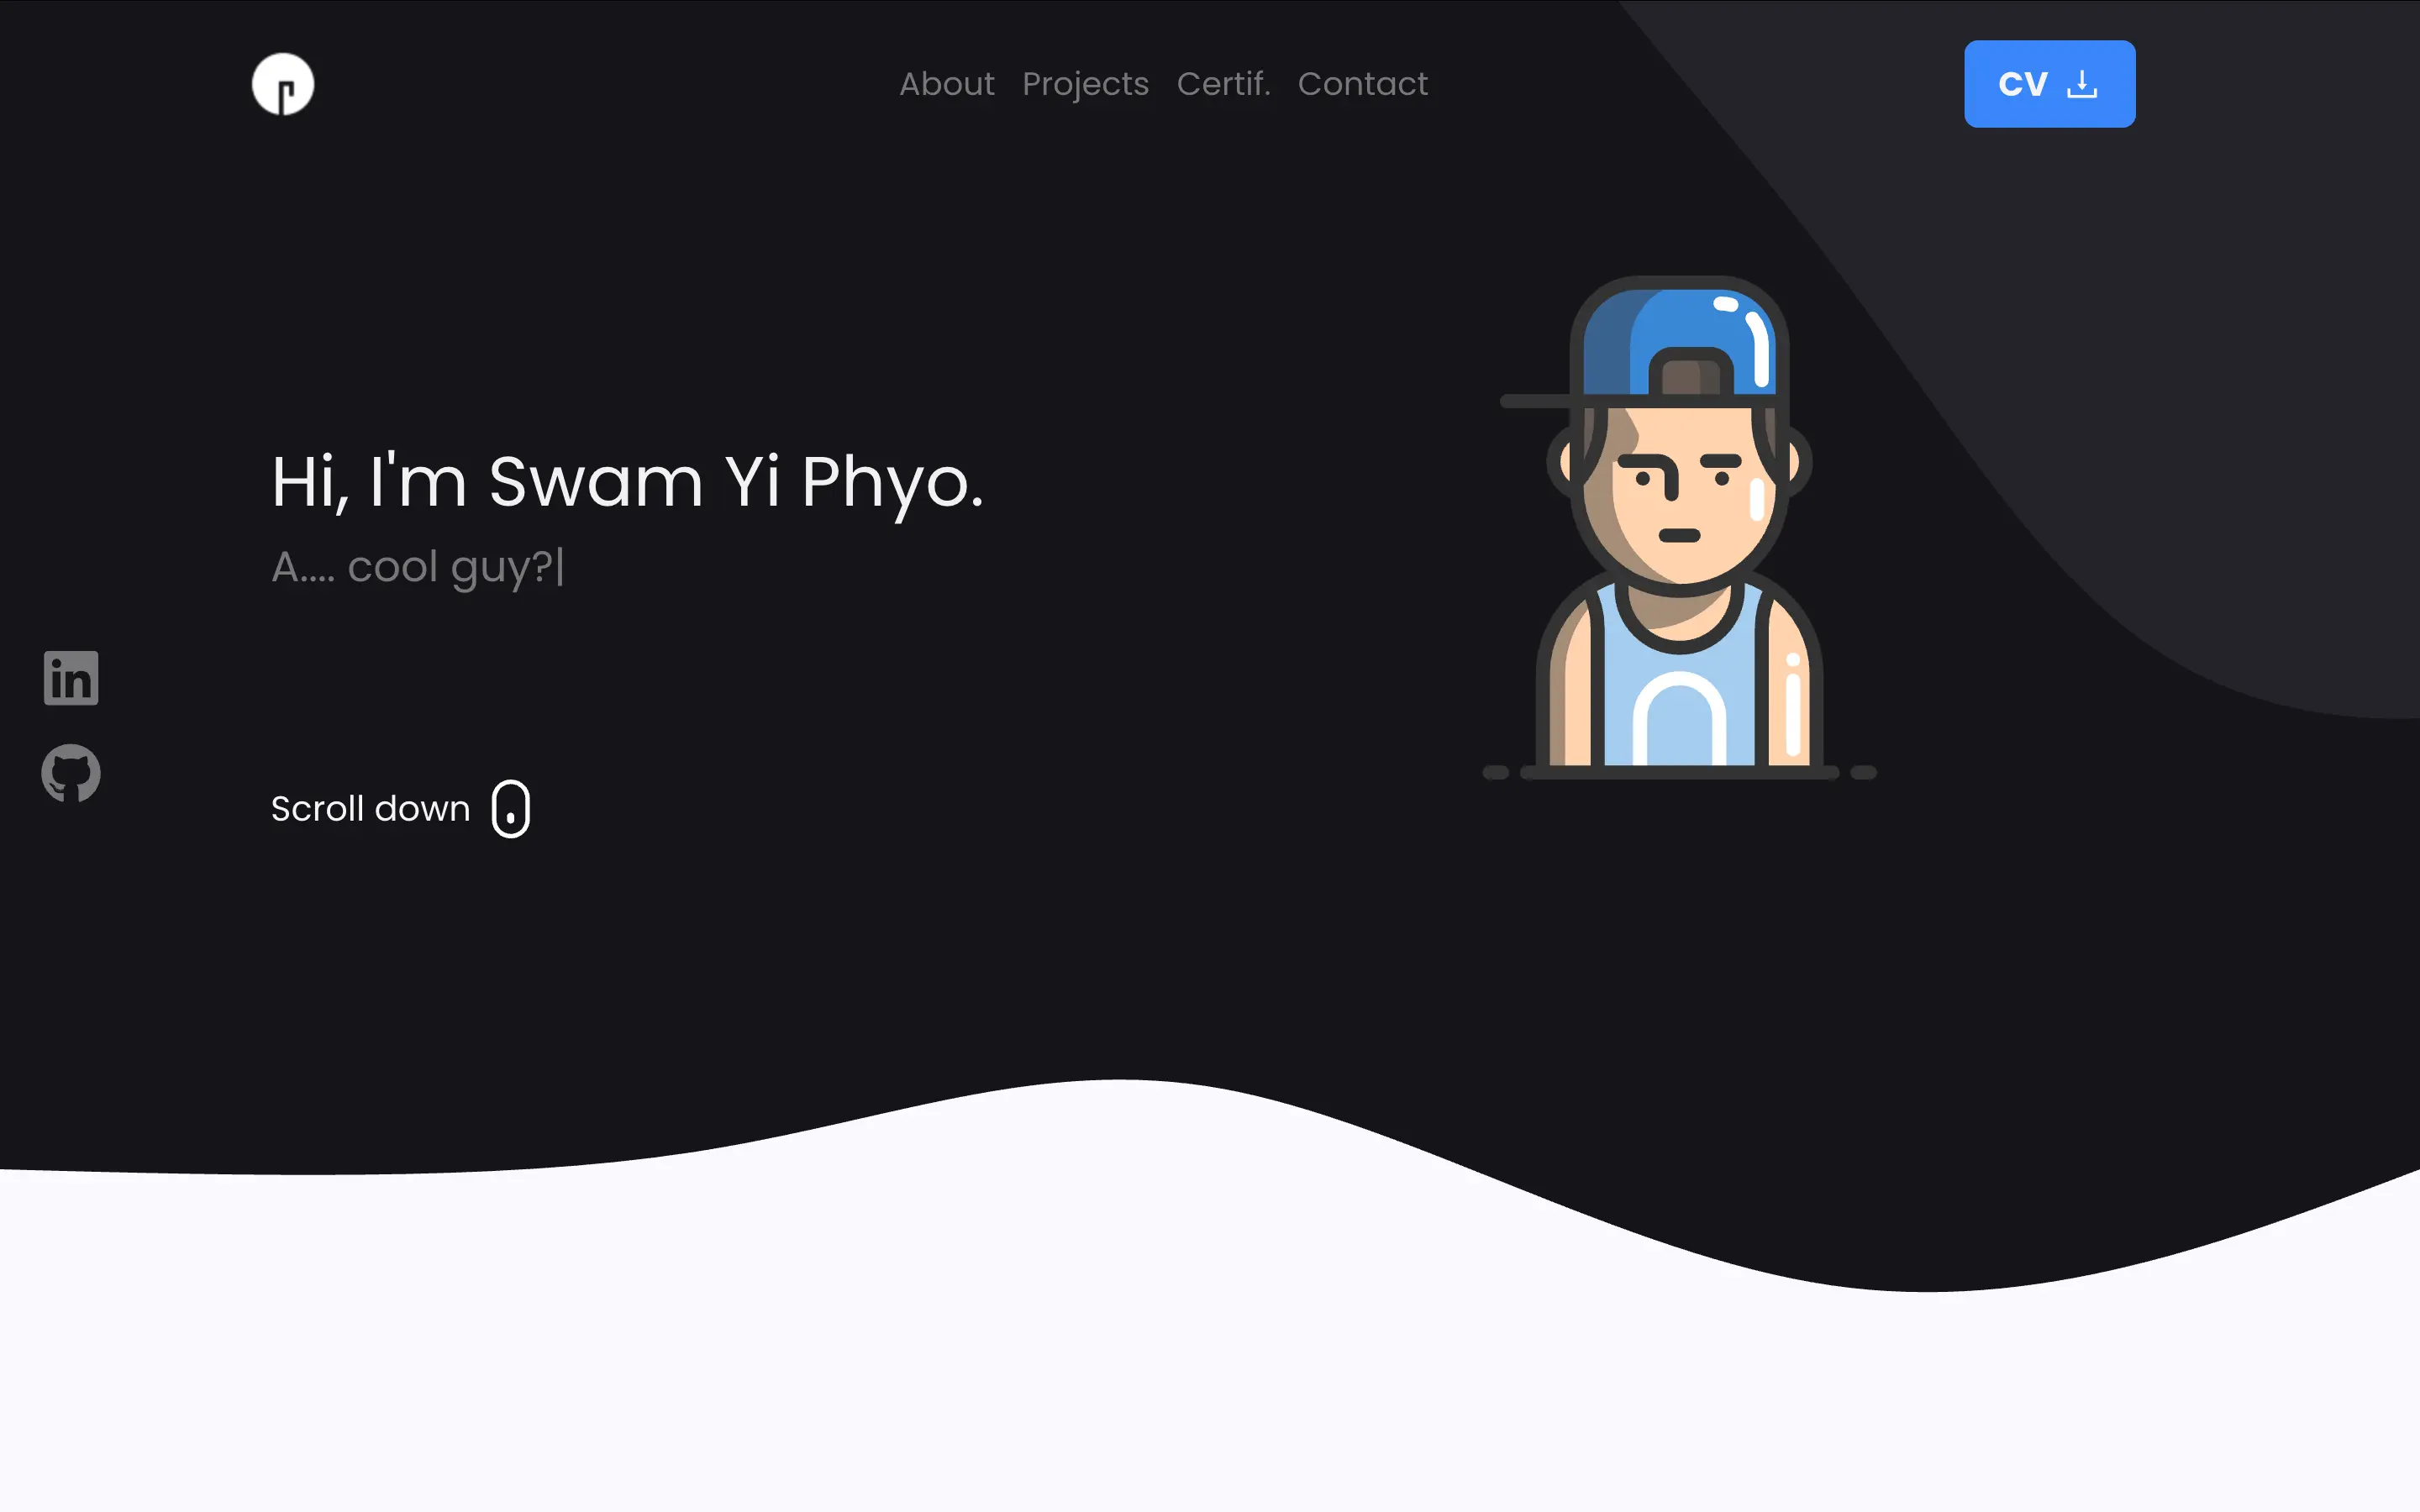 About Projects Certif. Contact
CV
Hi, I'm Swam Yi Phyo.
A.... cool guy?|
in
Scroll down